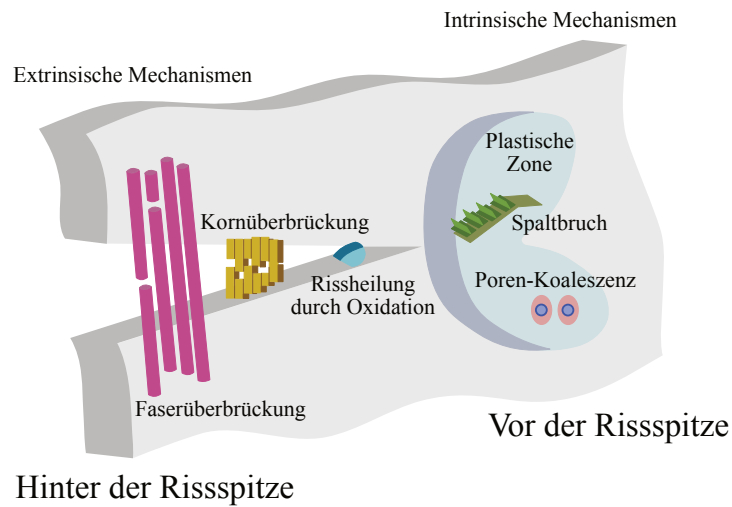 Intrinsische Mechanismen
Extrinsische Mechanismen
Plastische
Zone
Kornüberbrückung
Spaltbruch
Rissheilung
durch Oxidation
Poren-Koaleszenz
Faserüberbrückung
Vor der Rissspitze
Hinter der Rissspitze